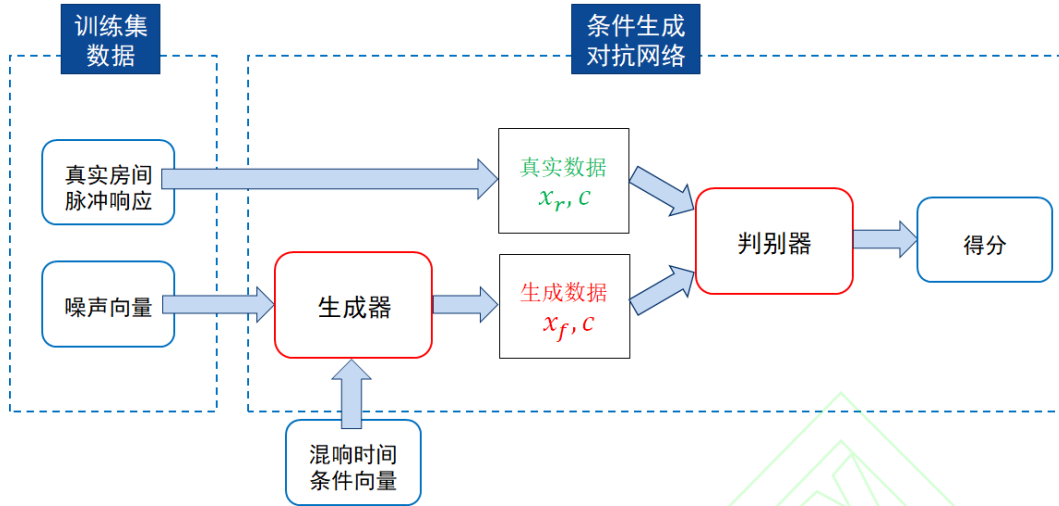 训练集
数据
条件生成
对抗网络
真实房间
脉冲响应
真实数据
x_r, c
判别器
得分
噪声向量
生成器
生成数据
x_f, c
混响时间
条件向量